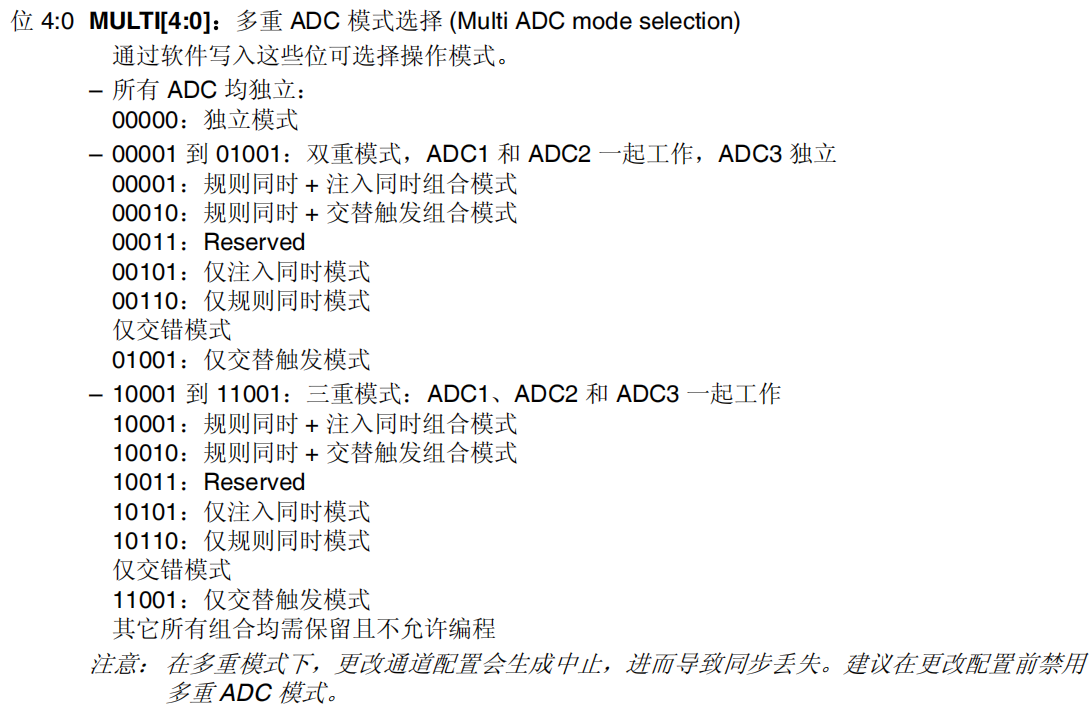 位 4:0 MULTI[4:0]：多重 ADC 模式选择 (Multi ADC mode selection)
通过软件写入这些位可选择操作模式。
– 所有 ADC 均独立：
00000：独立模式
– 00001 到 01001：双重模式，ADC1 和 ADC2 一起工作，ADC3 独立
00001：规则同时 + 注入同时组合模式
00010：规则同时 + 交替触发组合模式
00011：Reserved
00101：仅注入同时模式
00110：仅规则同时模式
仅交错模式
01001：仅交替触发模式
– 10001 到 11001：三重模式：ADC1、ADC2 和 ADC3 一起工作
10001：规则同时 + 注入同时组合模式
10010：规则同时 + 交替触发组合模式
10011：Reserved
10101：仅注入同时模式
10110：仅规则同时模式
仅交错模式
11001：仅交替触发模式
其它所有组合均需保留且不允许编程
注意： 在多重模式下，更改通道配置会生成中止，进而导致同步丢失。建议在更改配置前禁用
多重 ADC 模式。